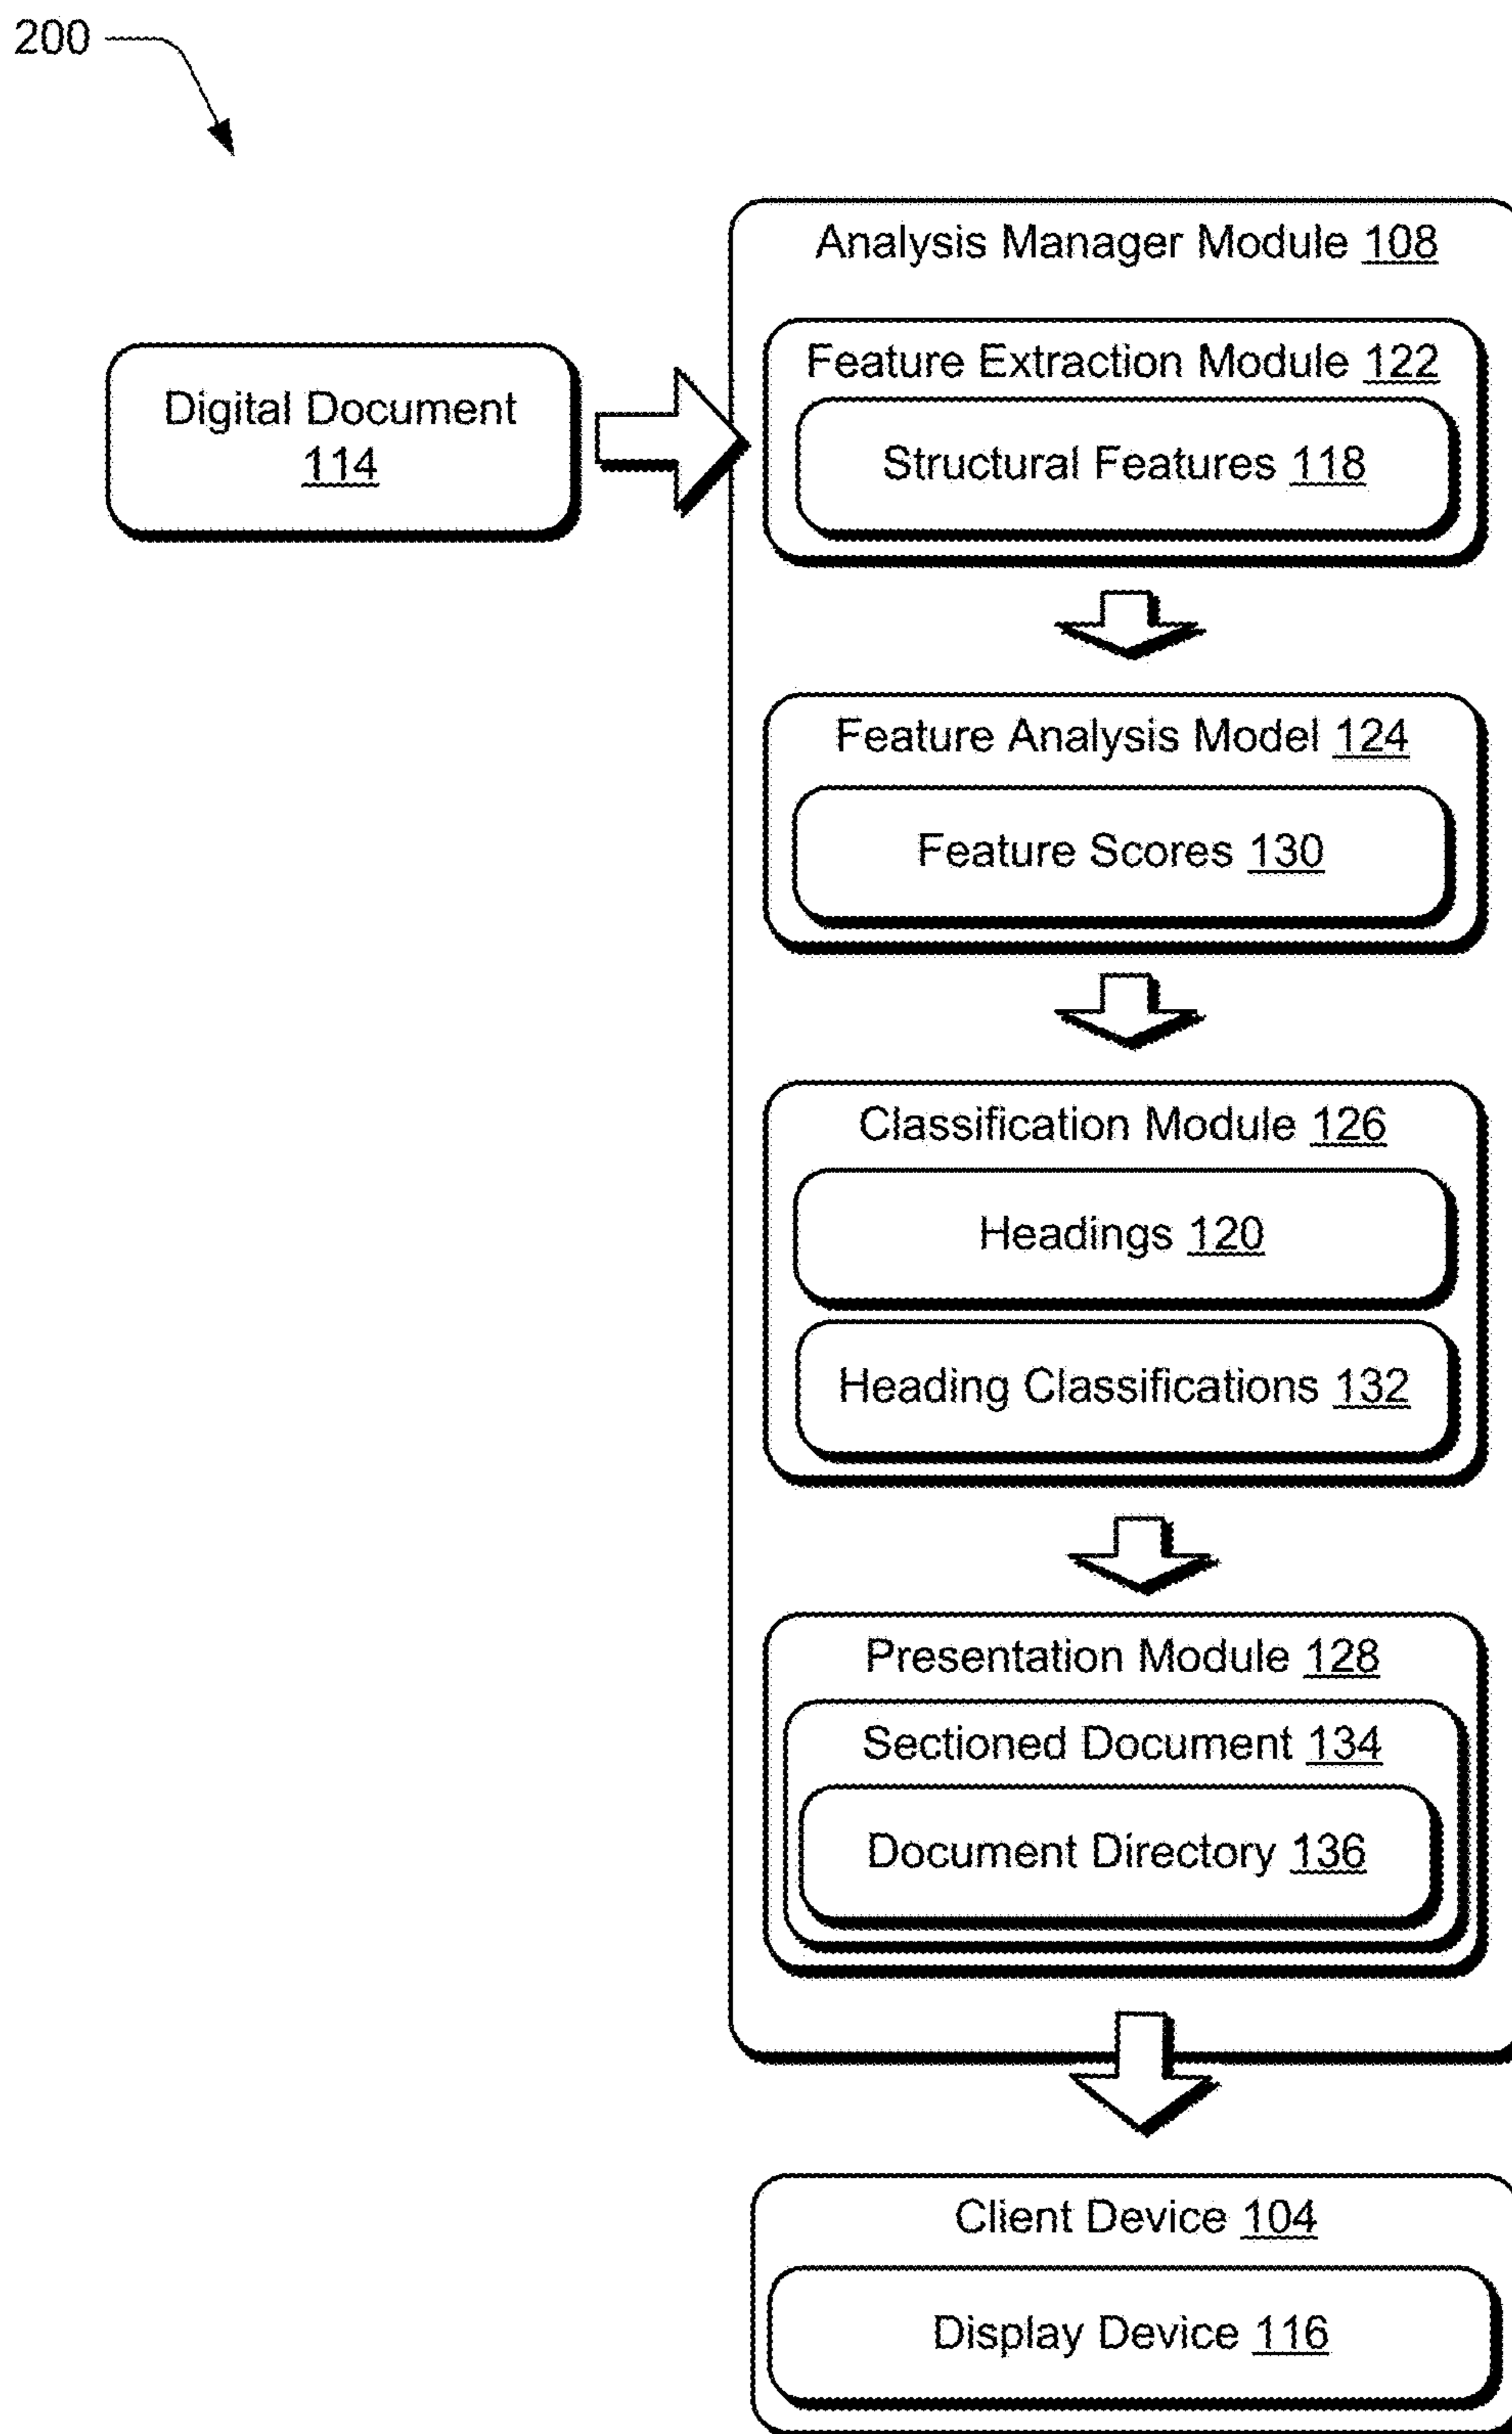 200
Analysis Manager Module 108
Digital Document
114
Feature Extraction Module 122
Structural Features 118
Feature Analysis Model 124
Feature Scores 130
Classification Module 126
Headings 120
Heading Classifications 132
Presentation Module 128
Sectioned Document 134
Document Directory 136
Client Device 104
Display Device 116